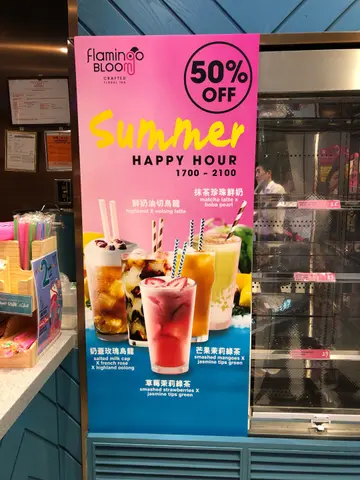 flamingo
BLOOM
CRAFTED
FLORAL TEA
50%
OFF
Summer
HAPPY HOUR
1700 - 2100
抹茶珍珠鮮奶
matcha latte x
boba pearl
鮮奶油切烏龍
highland & oolong latte
奶蓋玫瑰烏龍
salted milk cap
X french rose
X highland oolong
芒果茉莉綠茶
smashed mangoes X
jasmine tips green
草莓茉莉綠茶
smashed strawberries X
jasmine tips green